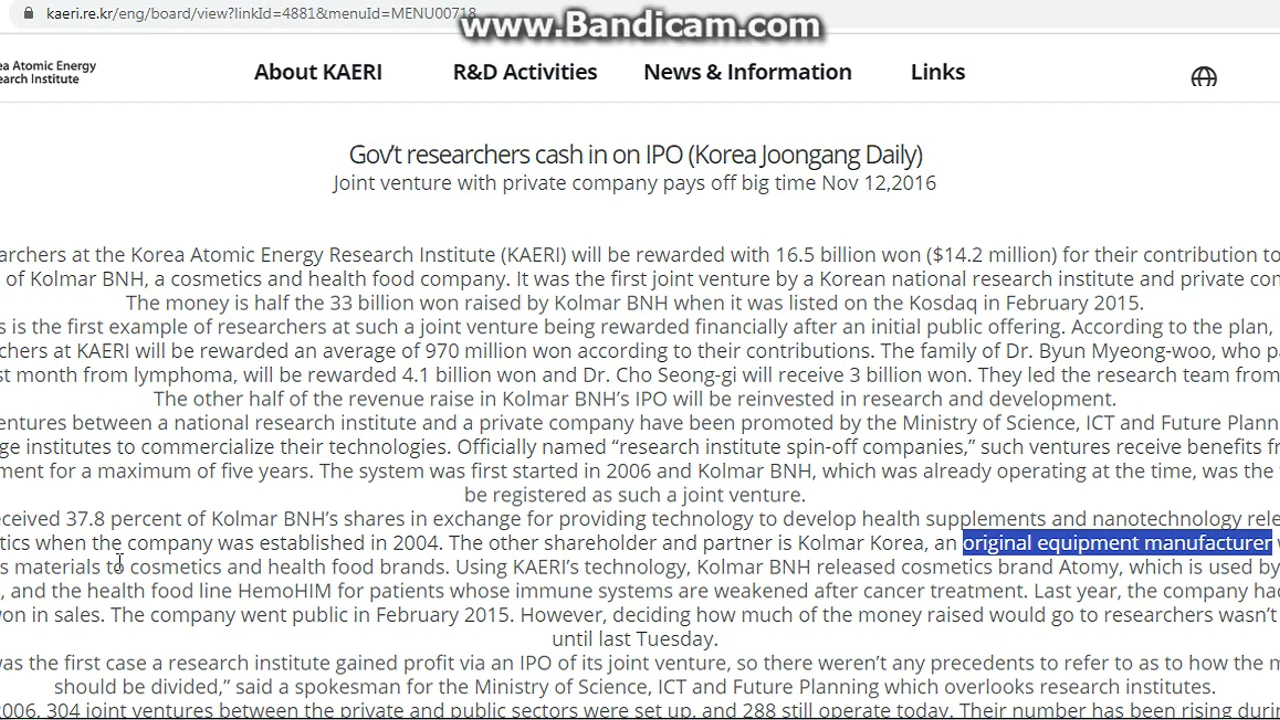 kaeri.re.kr/eng/board/view?linkId=4881&menuId=MENU00718
www.Bandicam.com
ea Atomic Energy
earch Institute
About KAERI
R&D Activities
News & Information
Links
Gov't researchers cash in on IPO (Korea Joongang Daily)
Joint venture with private company pays off big time Nov 12,2016
archers at the Korea Atomic Energy Research Institute (KAERI) will be rewarded with 16.5 billion won ($14.2 million) for their contribution to
of Kolmar BNH, a cosmetics and health food company. It was the first joint venture by a Korean national research institute and private con
The money is half the 33 billion won raised by Kolmar BNH when it was listed on the Kosdaq in February 2015.
s is the first example of researchers at such a joint venture being rewarded financially after an initial public offering. According to the plan,
chers at KAERI will be rewarded an average of 970 million won according to their contributions. The family of Dr. Byun Myeong-woo, who pa
st month from lymphoma, will be rewarded 4.1 billion won and Dr. Cho Seong-gi will receive 3 billion won. They led the research team from
The other half of the revenue raise in Kolmar BNH's IPO will be reinvested in research and development.
entures between a national research institute and a private company have been promoted by the Ministry of Science, ICT and Future Plann
ge institutes to commercialize their technologies. Officially named “research institute spin-off companies,” such ventures receive benefits f
ment for a maximum of five years. The system was first started in 2006 and Kolmar BNH, which was already operating at the time, was the
be registered as such a joint venture.
eceived 37.8 percent of Kolmar BNH's shares in exchange for providing technology to develop health supplements and nanotechnology rel
tics when the company was established in 2004. The other shareholder and partner is Kolmar Korea, an original equipment manufacturer
s materials to cosmetics and health food brands. Using KAERI's technology, Kolmar BNH released cosmetics brand Atomy, which is used by
, and the health food line HemoHIM for patients whose immune systems are weakened after cancer treatment. Last year, the company had
on in sales. The company went public in February 2015. However, deciding how much of the money raised would go to researchers wasn't
until last Tuesday.
was the first case a research institute gained profit via an IPO of its joint venture, so there weren't any precedents to refer to as to how the m
should be divided,” said a spokesman for the Ministry of Science, ICT and Future Planning which overlooks research institutes.
2006, 304 joint ventures between the private and public sectors were set up, and 288 still operate today. Their number has been rising durin